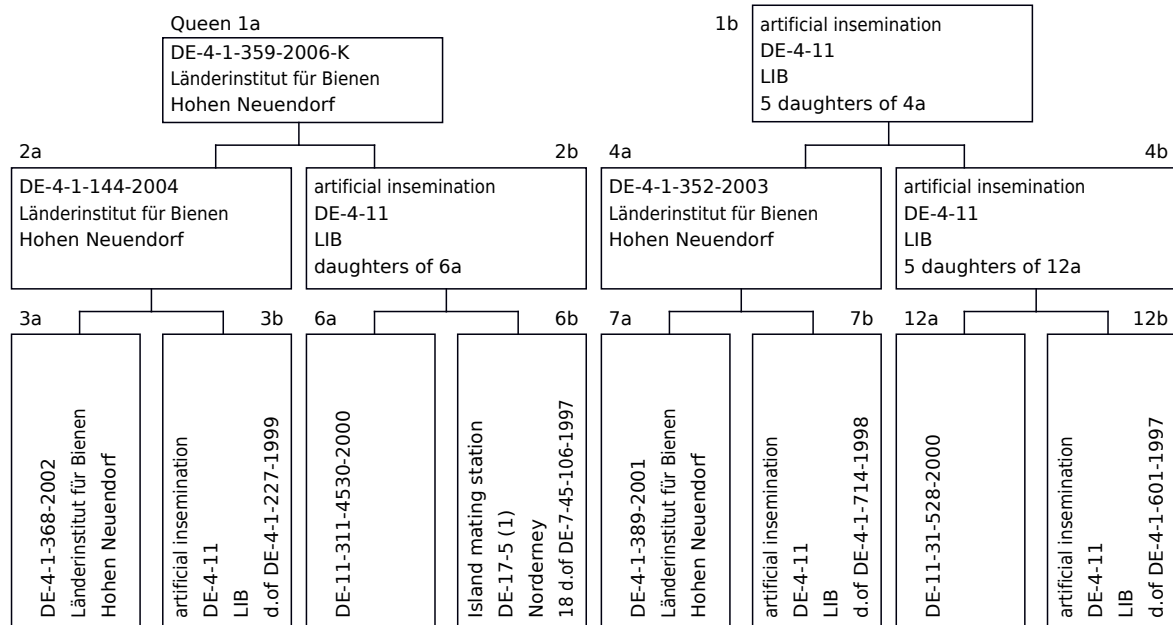 Queen 1a
DE-4-1-359-2006-K
Länderinstitut für Bienen
Hohen Neuendorf
1b
artificial insemination
DE-4-11
LIB
5 daughters of 4a
2a
DE-4-1-144-2004
Länderinstitut für Bienen
Hohen Neuendorf
2b
artificial insemination
DE-4-11
LIB
daughters of 6a
4a
DE-4-1-352-2003
Länderinstitut für Bienen
Hohen Neuendorf
4b
artificial insemination
DE-4-11
LIB
5 daughters of 12a
3a
DE-4-1-368-2002
Länderinstitut für Bienen
Hohen Neuendorf
3b
artificial insemination
DE-4-11
LIB
d.of DE-4-1-227-1999
6a
DE-11-311-4530-2000
6b
Island mating station
DE-17-5 (1)
Norderney
18 d.of DE-7-45-106-1997
7a
DE-4-1-389-2001
Länderinstitut für Bienen
Hohen Neuendorf
7b
artificial insemination
DE-4-11
LIB
d.of DE-4-1-714-1998
12a
DE-11-31-528-2000
12b
artificial insemination
DE-4-11
LIB
d.of DE-4-1-601-1997